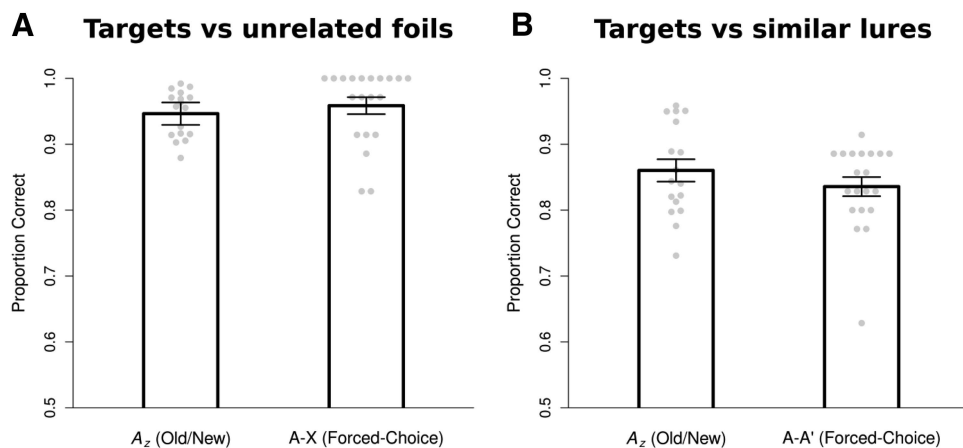 A Targets vs unrelated foils
Proportion Correct
1.0
0.9
0.8
0.7
0.6
0.5
Az (Old/New) A-X (Forced-Choice)
B Targets vs similar lures
Proportion Correct
1.0
0.9
0.8
0.7
0.6
0.5
Az (Old/New) A-A' (Forced-Choice)